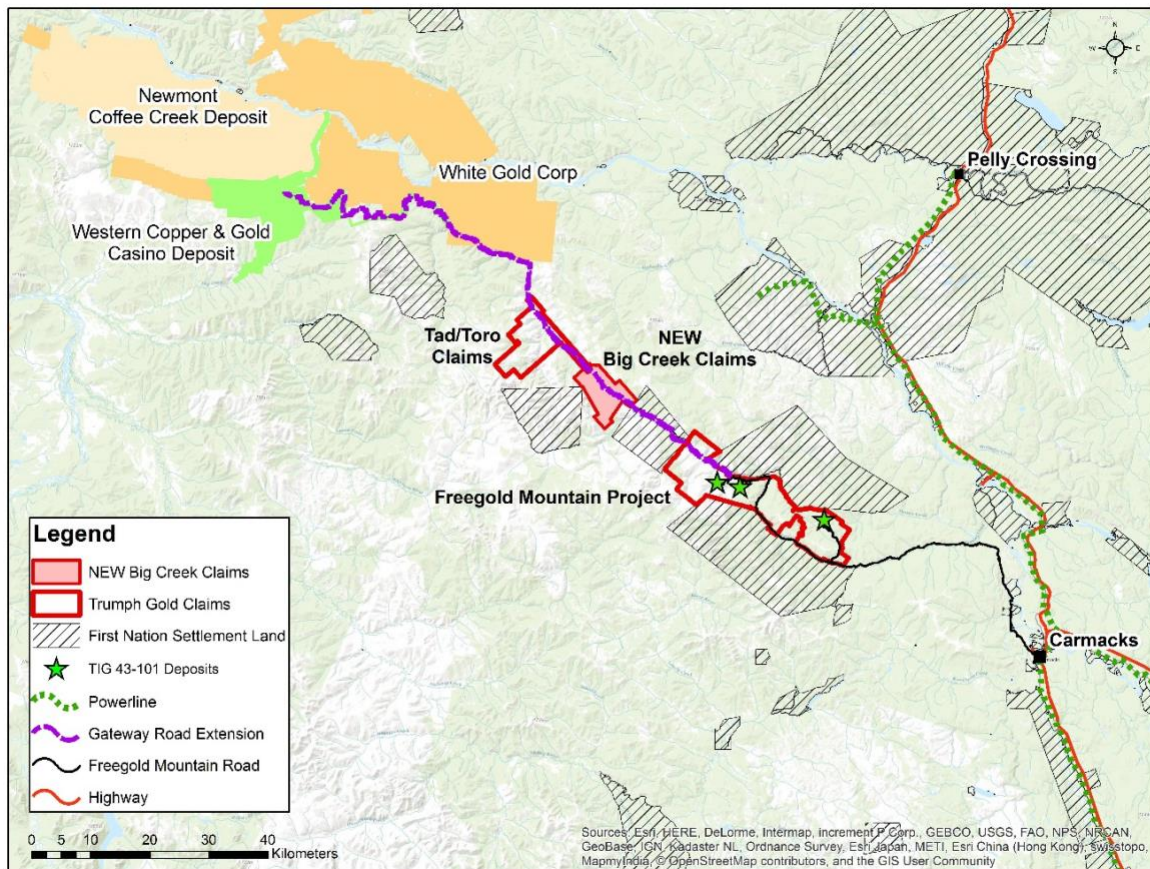 Newmont
Coffee Creek Deposit
White Gold Corp
Western Copper & Gold
Casino Deposit
Pelly Crossing
N
W E
S
Tad/Toro
Claims
NEW
Big Creek Claims
Freegold Mountain Project
Carmacks
Legend
NEW Big Creek Claims
Trumph Gold Claims
First Nation Settlement Land
TIG 43-101 Deposits
Powerline
Gateway Road Extension
Freegold Mountain Road
Highway
0 5 10 20 30 40
Kilometers
Sources: Esri, HERE, DeLorme, Intermap, increment P Corp., GEBCO, USGS, FAO, NPS, NRCAN,
GeoBase, IGN, Kadaster NL, Ordnance Survey, Esri Japan, METI, Esri China (Hong Kong), swisstopo,
MapmyIndia, © OpenStreetMap contributors, and the GIS User Community